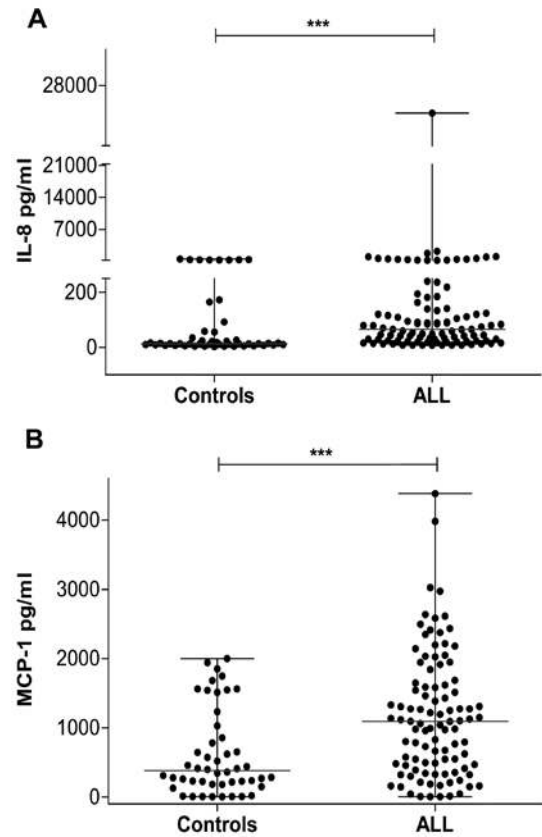 A
***
28000
21000
14000
7000
200
0
IL-8 pg/ml
Controls
ALL
B
***
4000
3000
2000
1000
0
MCP-1 pg/ml
Controls
ALL